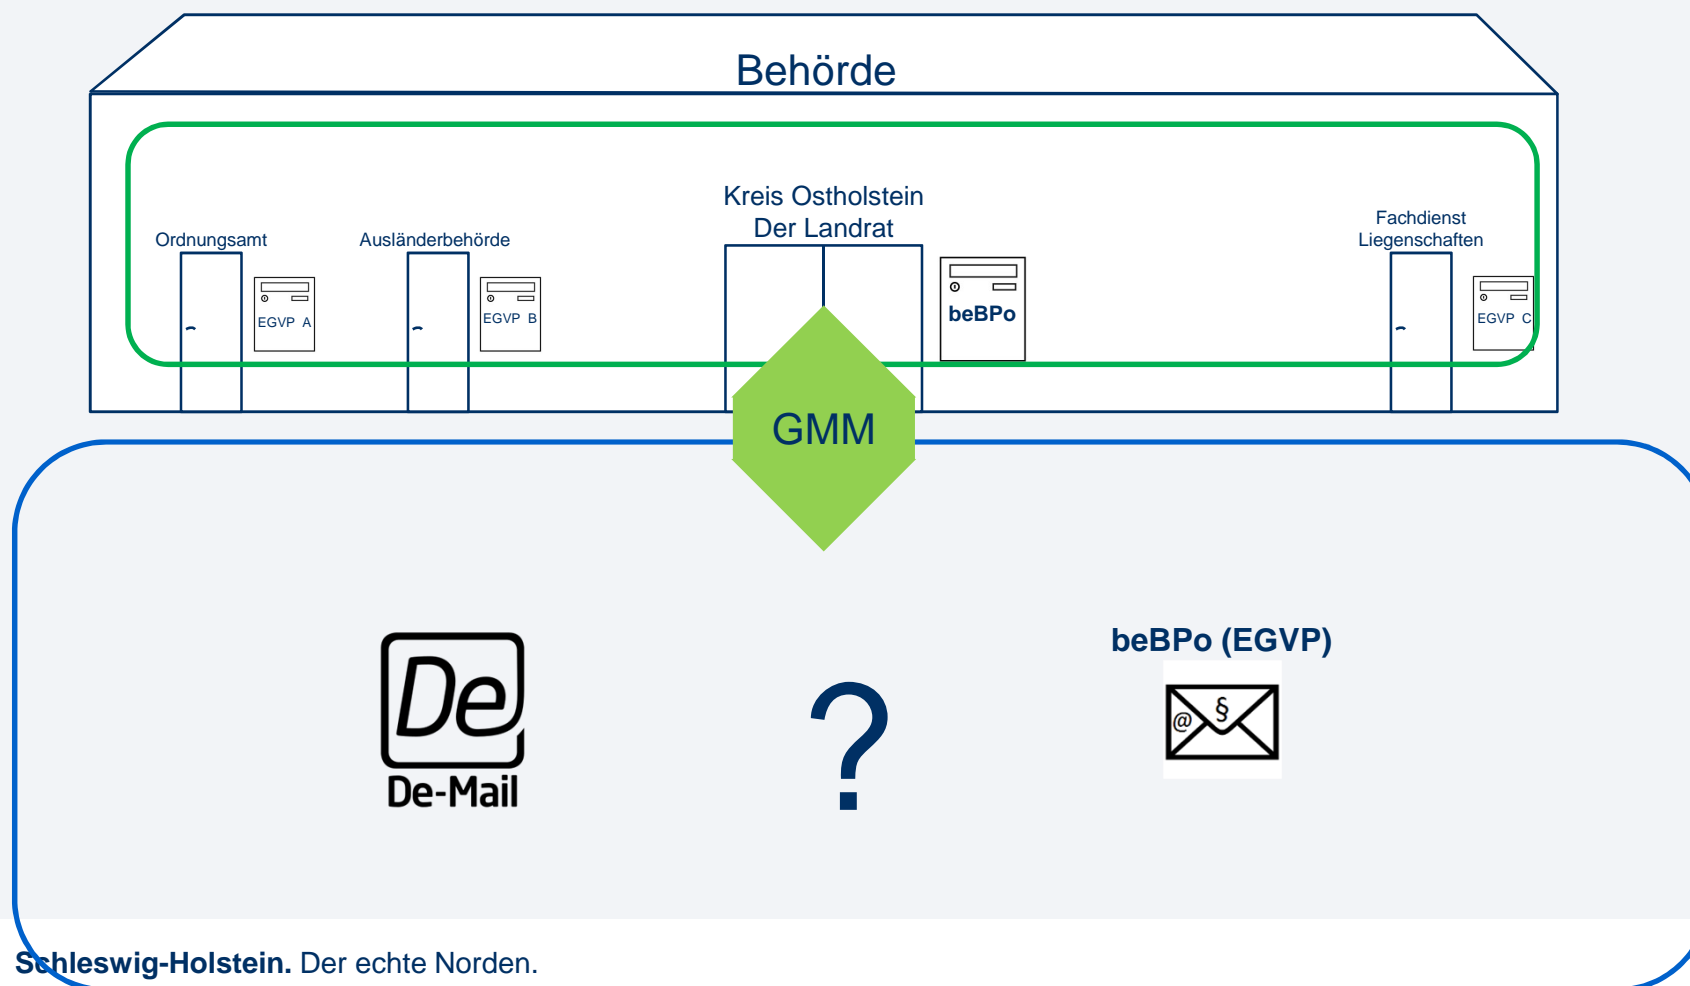 Behörde
Kreis Ostholstein
Der Landrat
Ordnungsamt
Ausländerbehörde
Fachdienst
Liegenschaften
EGVP A
EGVP B
beBPo
EGVP C
GMM
beBPo (EGVP)
De
De-Mail
?
@ §
Schleswig-Holstein. Der echte Norden.